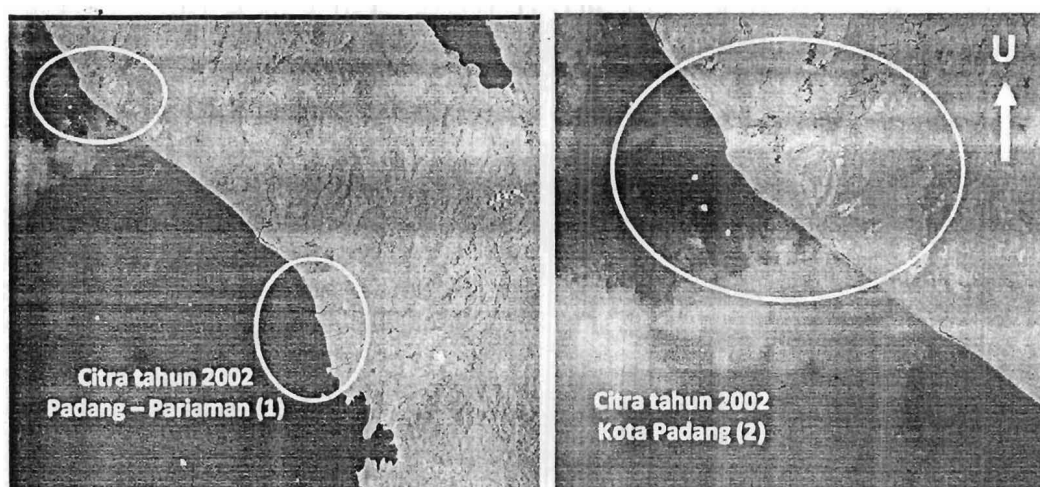 Citra tahun 2002
Padang – Pariaman (1)
U
Citra tahun 2002
Kota Padang (2)